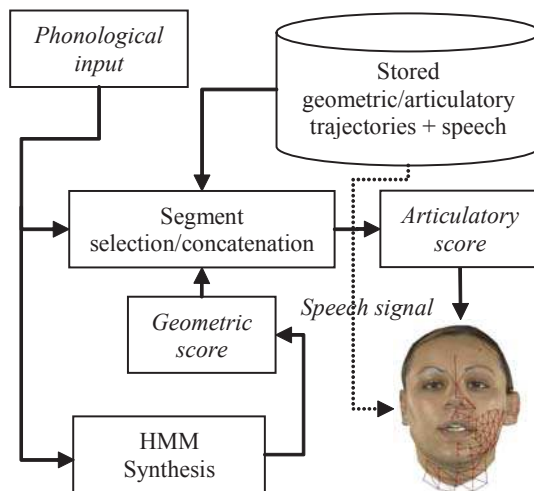 Phonological
input
Stored
geometric/articulatory
trajectories + speech
Segment
selection/concatenation
Articulatory
score
Geometric
score
Speech signal
HMM
Synthesis